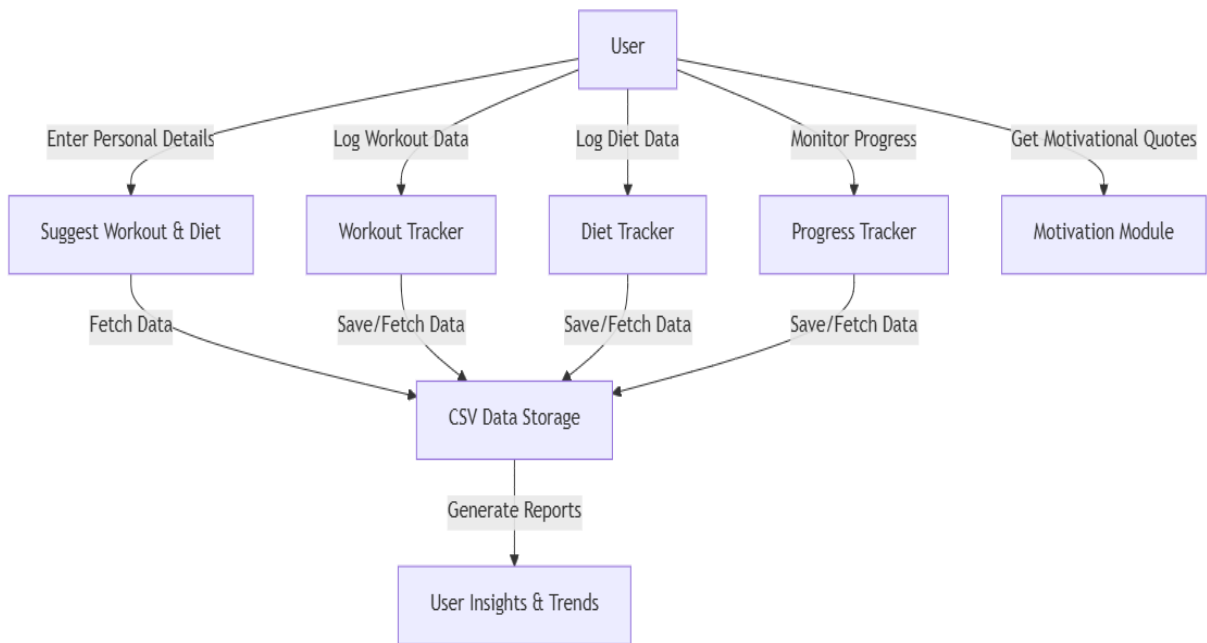 User
Enter Personal Details
Log Workout Data
Log Diet Data
Monitor Progress
Get Motivational Quotes
Suggest Workout & Diet
Workout Tracker
Diet Tracker
Progress Tracker
Motivation Module
Fetch Data
Save/Fetch Data
Save/Fetch Data
Save/Fetch Data
CSV Data Storage
Generate Reports
User Insights & Trends